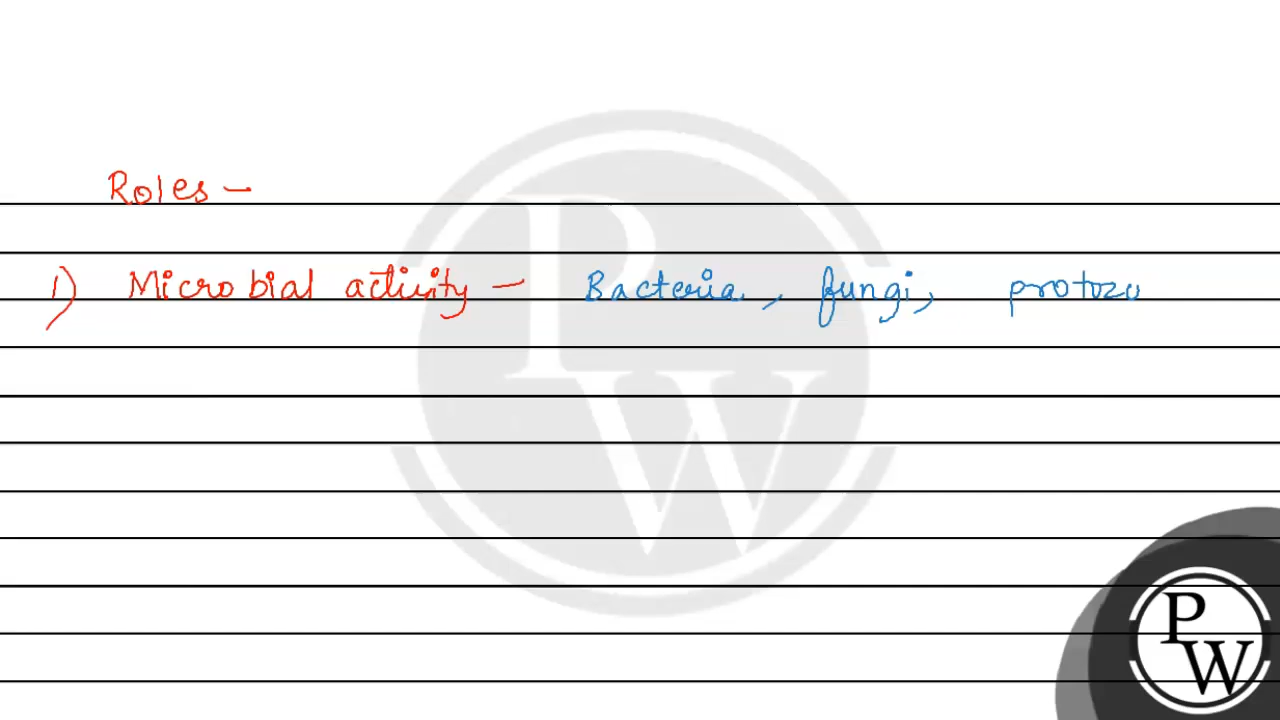 Roles -
1) Microbial activity - Bacteria, fungi, protozo
P
W
P
W